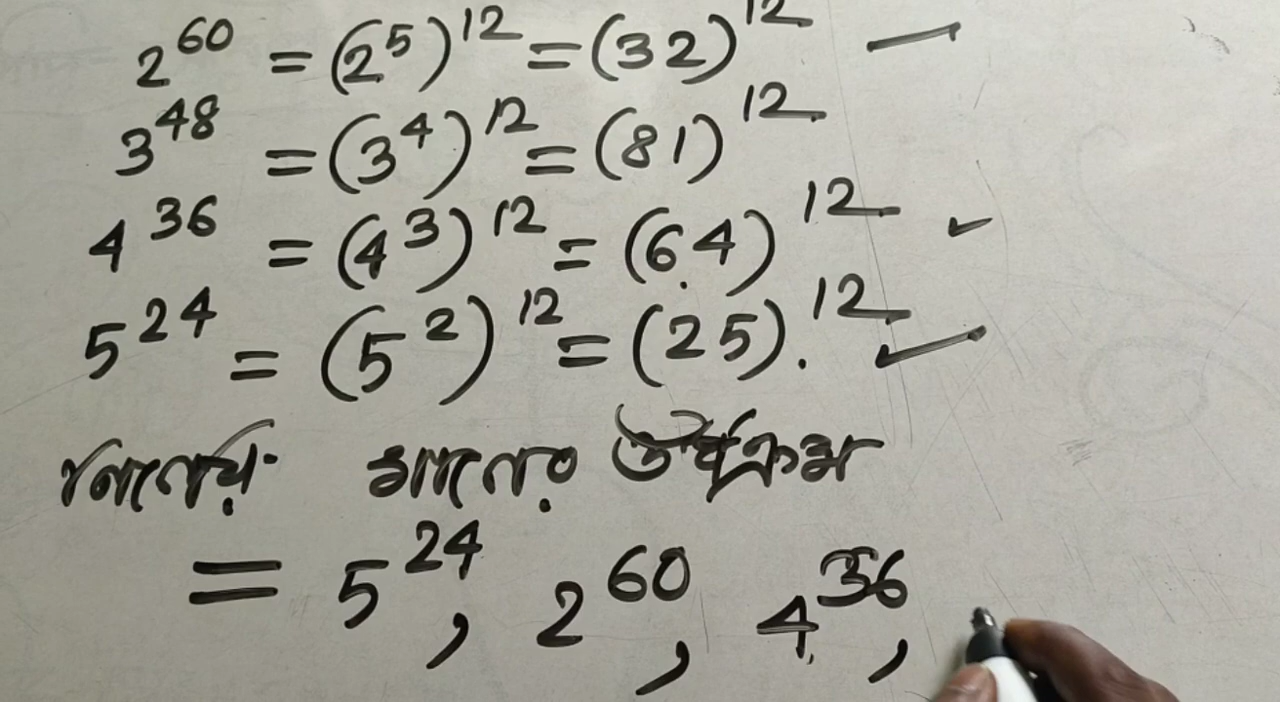 2^60 = (2^5)^12 = (32)^12
3^48 = (3^4)^12 = (81)^12
4^36 = (4^3)^12 = (64)^12
5^24 = (5^2)^12 = (25)^12.
নির্ণেয় মানের ঊর্ধ্বক্রম
= 5^24, 2^60, 4^36,